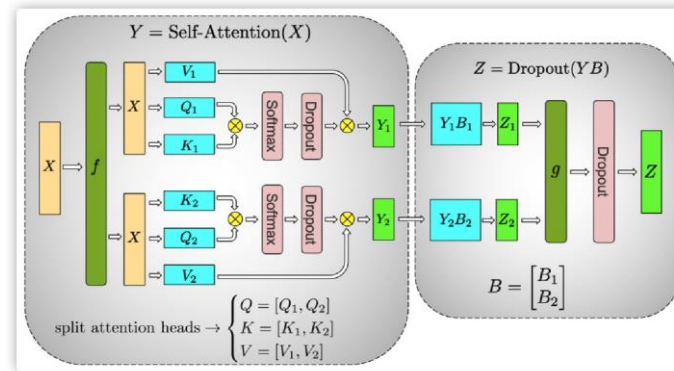 Y = Self-Attention(X)
X
f
X
V₁
Q₁
K₁
Softmax
Dropout
Y₁
X
K₂
Q₂
V₂
Softmax
Dropout
Y₂
split attention heads → { Q = [Q₁, Q₂]
K = [K₁, K₂]
V = [V₁, V₂]
Z = Dropout(YB)
Y₁B₁
Z₁
Y₂B₂
Z₂
g
Dropout
Z
B = [B₁
B₂]